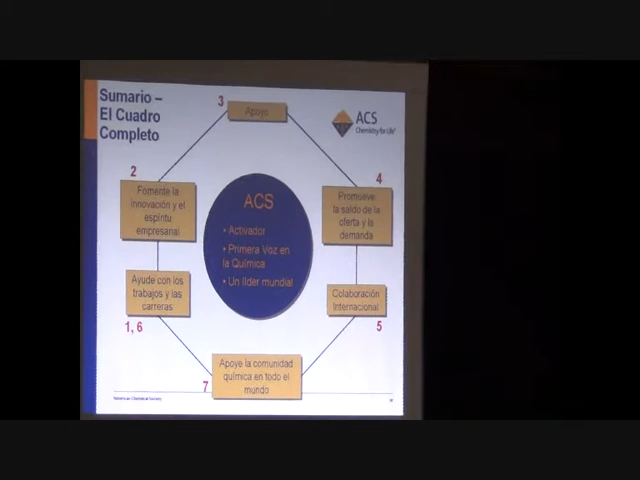 Sumario –
El Cuadro
Completo
3
Apoyo
ACS
Chemistry for Life®
2
Fomente la
innovación y el
espíritu
empresarial
4
Promueve
la saldo de la
oferta y la
demanda
ACS
• Activador
• Primera Voz en
la Química
• Un líder mundial
Ayude con los
trabajos y las
carreras
1, 6
Colaboración
Internacional
5
Apoye la comunidad
química en todo el
mundo
7
American Chemical Society